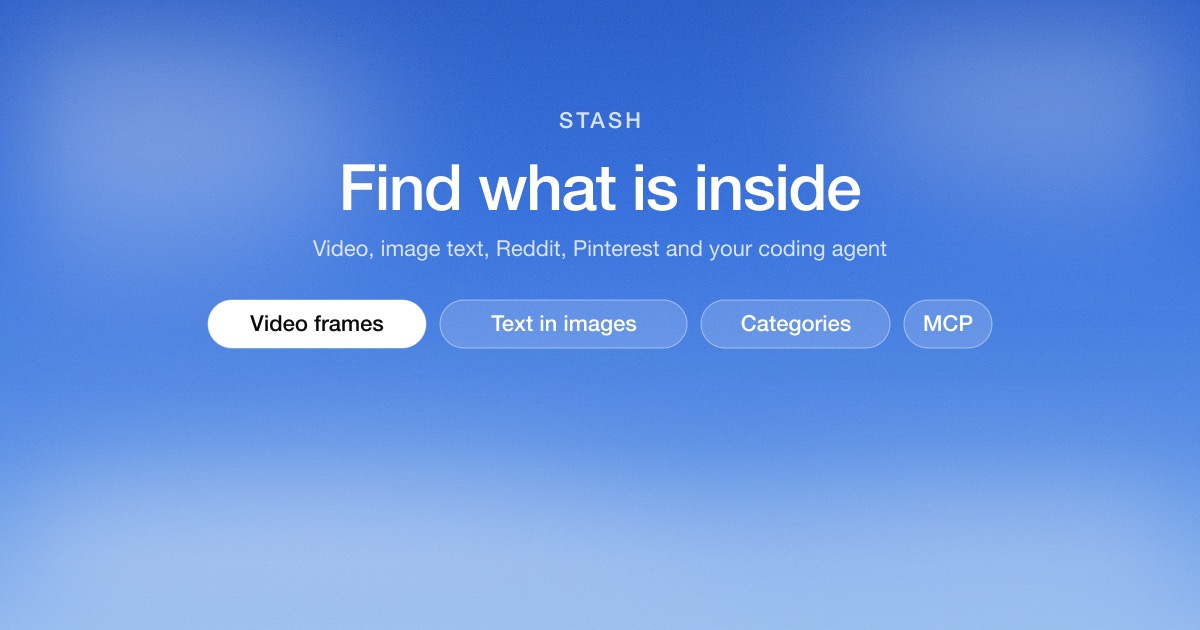 STASH
Find what is inside
Video, image text, Reddit, Pinterest and your coding agent
Video frames
Text in images
Categories
MCP